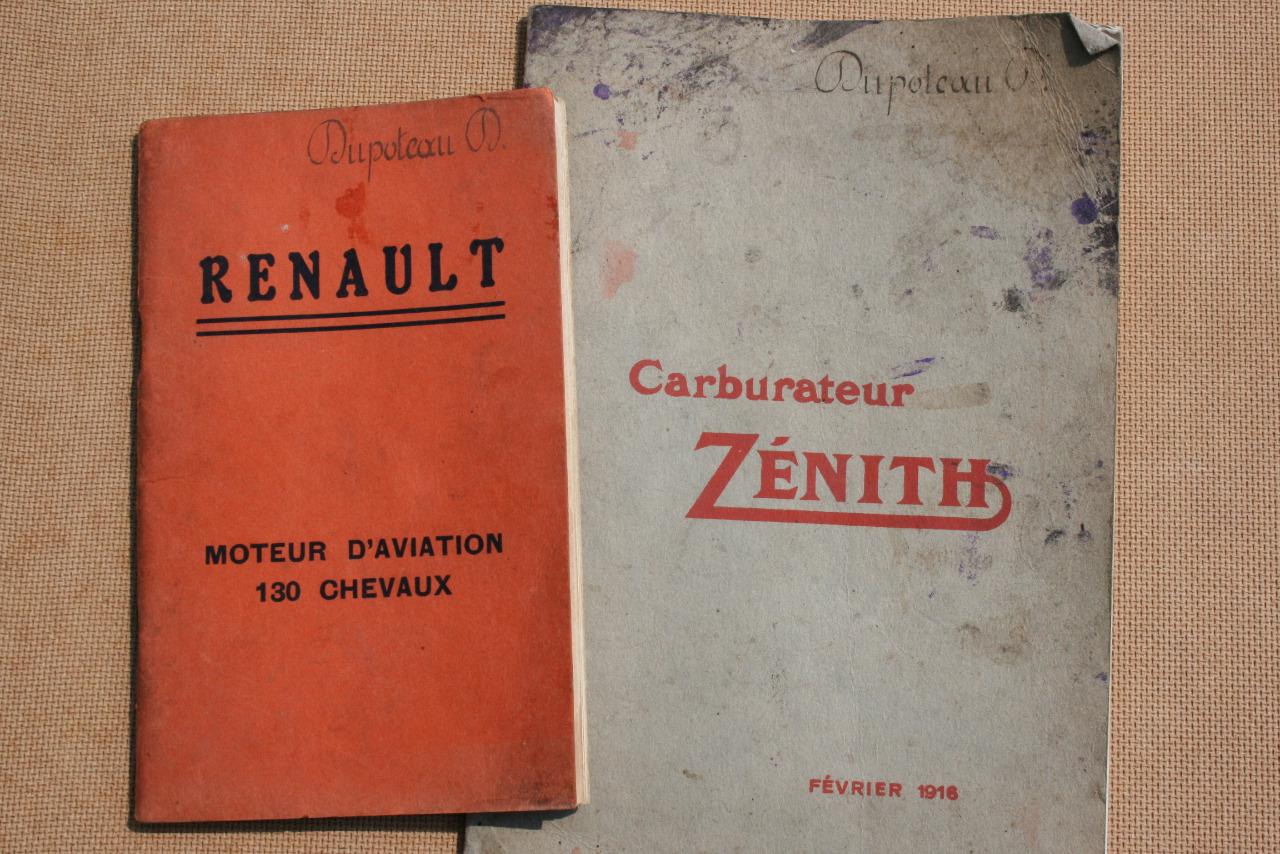 Dupoteau D.
RENAULT
MOTEUR D'AVIATION
130 CHEVAUX
Dupoteau D.
Carburateur
ZÉNITH
FÉVRIER 1916